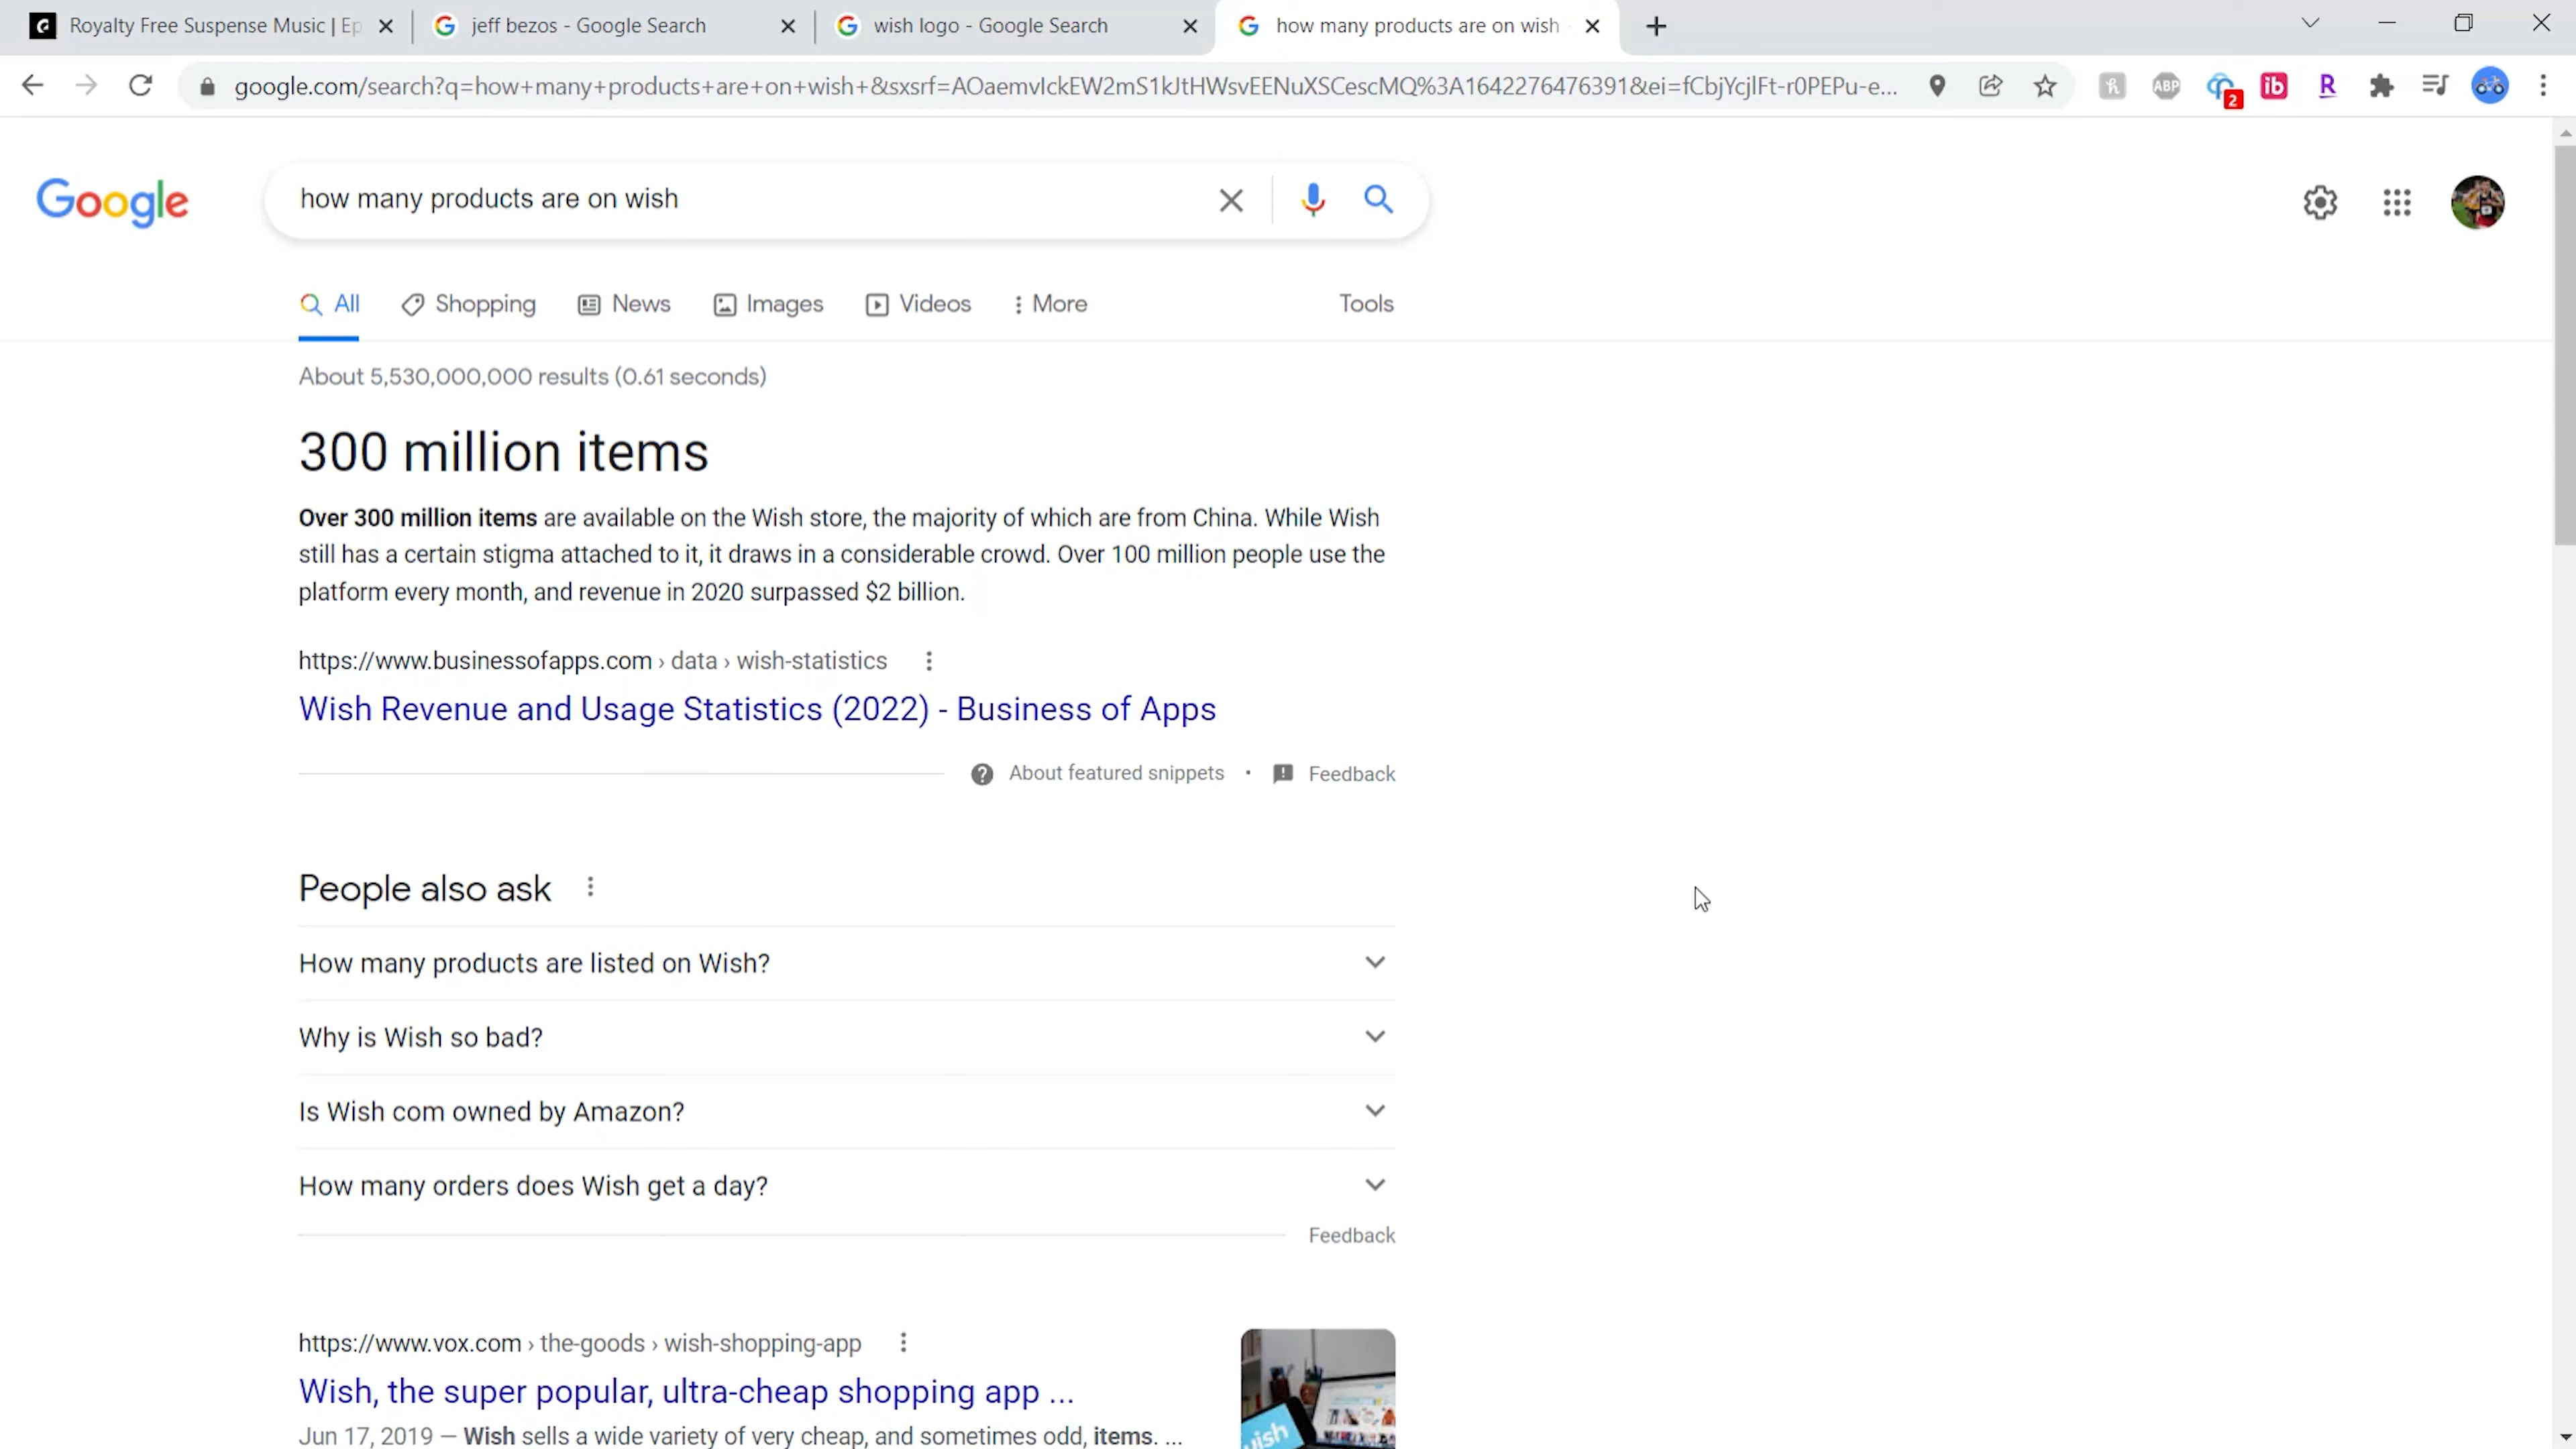 Royalty Free Suspense Music | Ep
jeff bezos - Google Search
wish logo - Google Search
how many products are on wish
google.com/search?q=how+many+products+are+on+wish+&sxsrf=AOaemvIckEW2mS1kJtHWsvEENuXSCescMQ%3A1642276476391&ei=fCbjYcjlFt-r0PEPu-e...
ABP
2
ib
R
Google
how many products are on wish
All
Shopping
News
Images
Videos
More
Tools
About 5,530,000,000 results (0.61 seconds)
300 million items
Over 300 million items are available on the Wish store, the majority of which are from China. While Wish
still has a certain stigma attached to it, it draws in a considerable crowd. Over 100 million people use the
platform every month, and revenue in 2020 surpassed $2 billion.
https://www.businessofapps.com › data › wish-statistics
Wish Revenue and Usage Statistics (2022) - Business of Apps
About featured snippets • Feedback
People also ask
How many products are listed on Wish?
Why is Wish so bad?
Is Wish com owned by Amazon?
How many orders does Wish get a day?
Feedback
https://www.vox.com › the-goods › wish-shopping-app
Wish, the super popular, ultra-cheap shopping app ...
wish
Jun 17, 2019 — Wish sells a wide variety of very cheap, and sometimes odd, items. ...